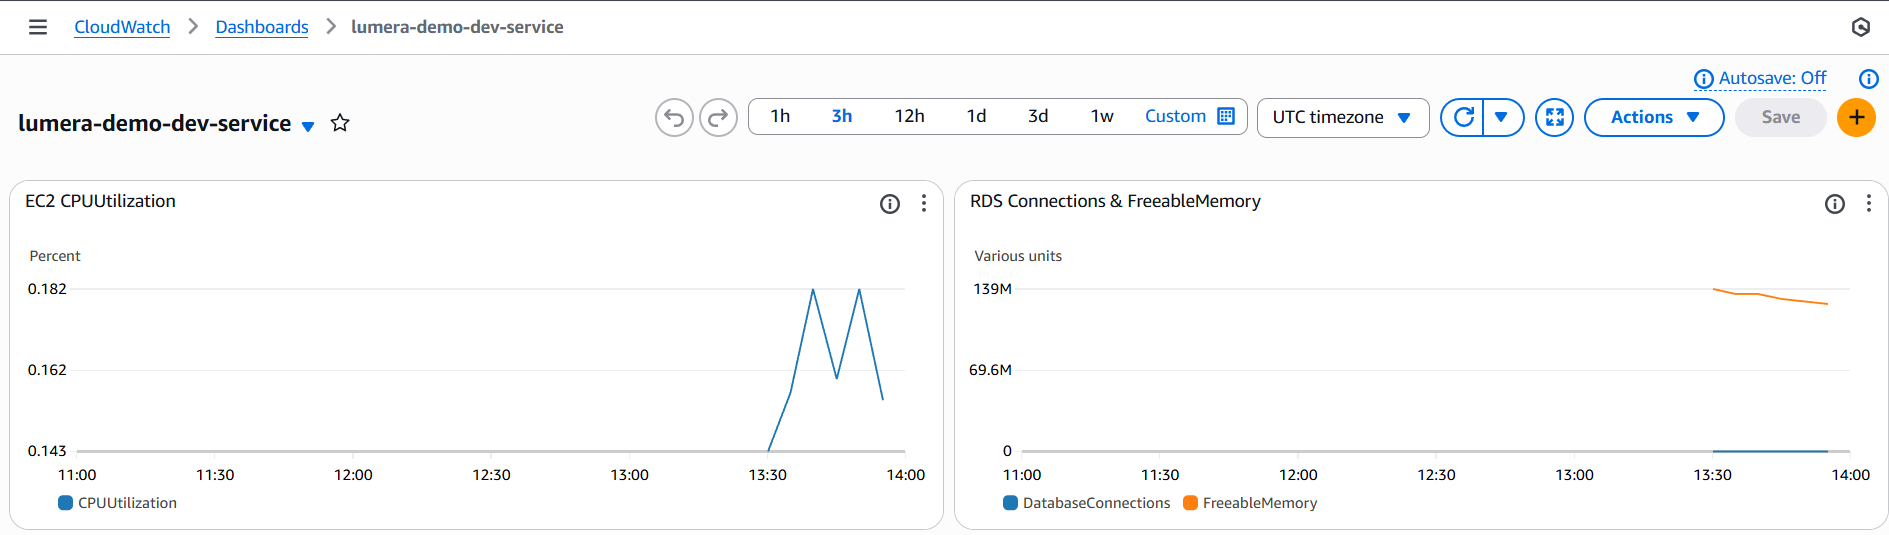 CloudWatch > Dashboards > lumera-demo-dev-service
Autosave: Off
lumera-demo-dev-service
1h 3h 12h 1d 3d 1w Custom UTC timezone Actions Save +
EC2 CPUUtilization
Percent
0.182
0.162
0.143
11:00 11:30 12:00 12:30 13:00 13:30 14:00
CPUUtilization
RDS Connections & FreeableMemory
Various units
139M
69.6M
0
11:00 11:30 12:00 12:30 13:00 13:30 14:00
DatabaseConnections FreeableMemory